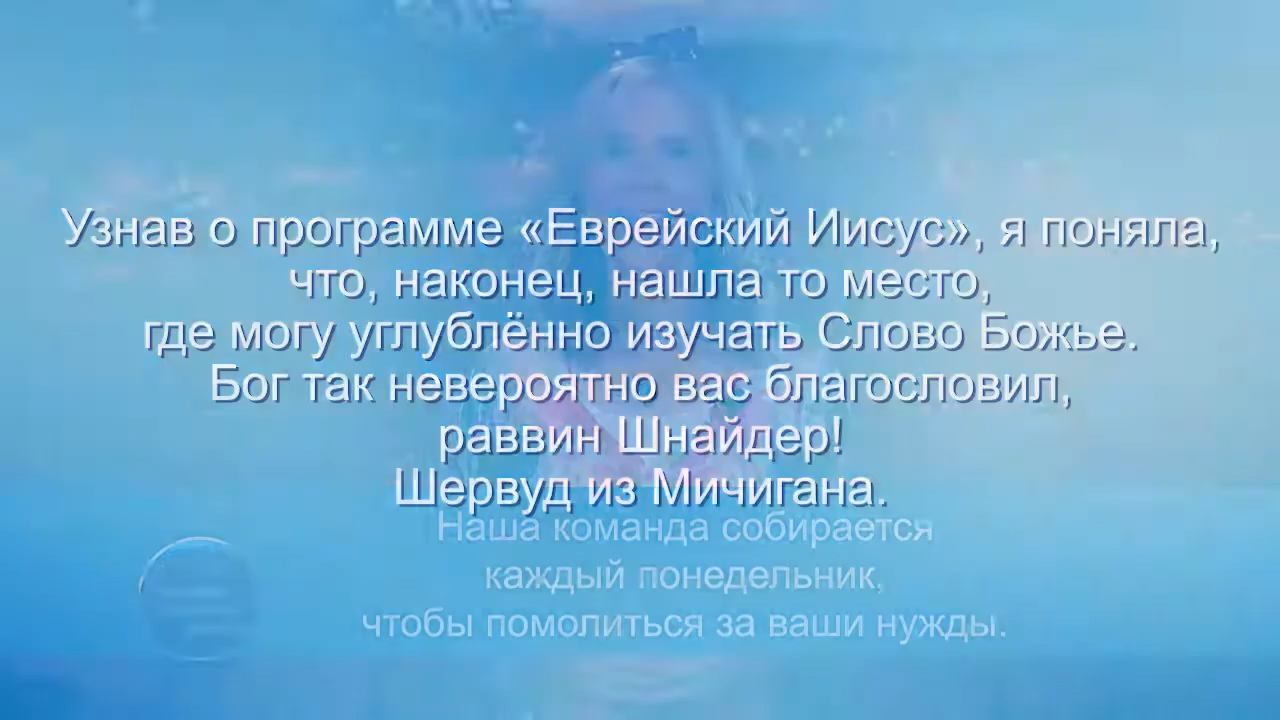 Узнав о программе «Еврейский Иисус», я поняла,
что, наконец, нашла то место,
где могу углублённо изучать Слово Божье.
Бог так невероятно вас благословил,
раввин Шнайдер!
Шервуд из Мичигана.
Наша команда собирается
каждый понедельник,
чтобы помолиться за ваши нужды.